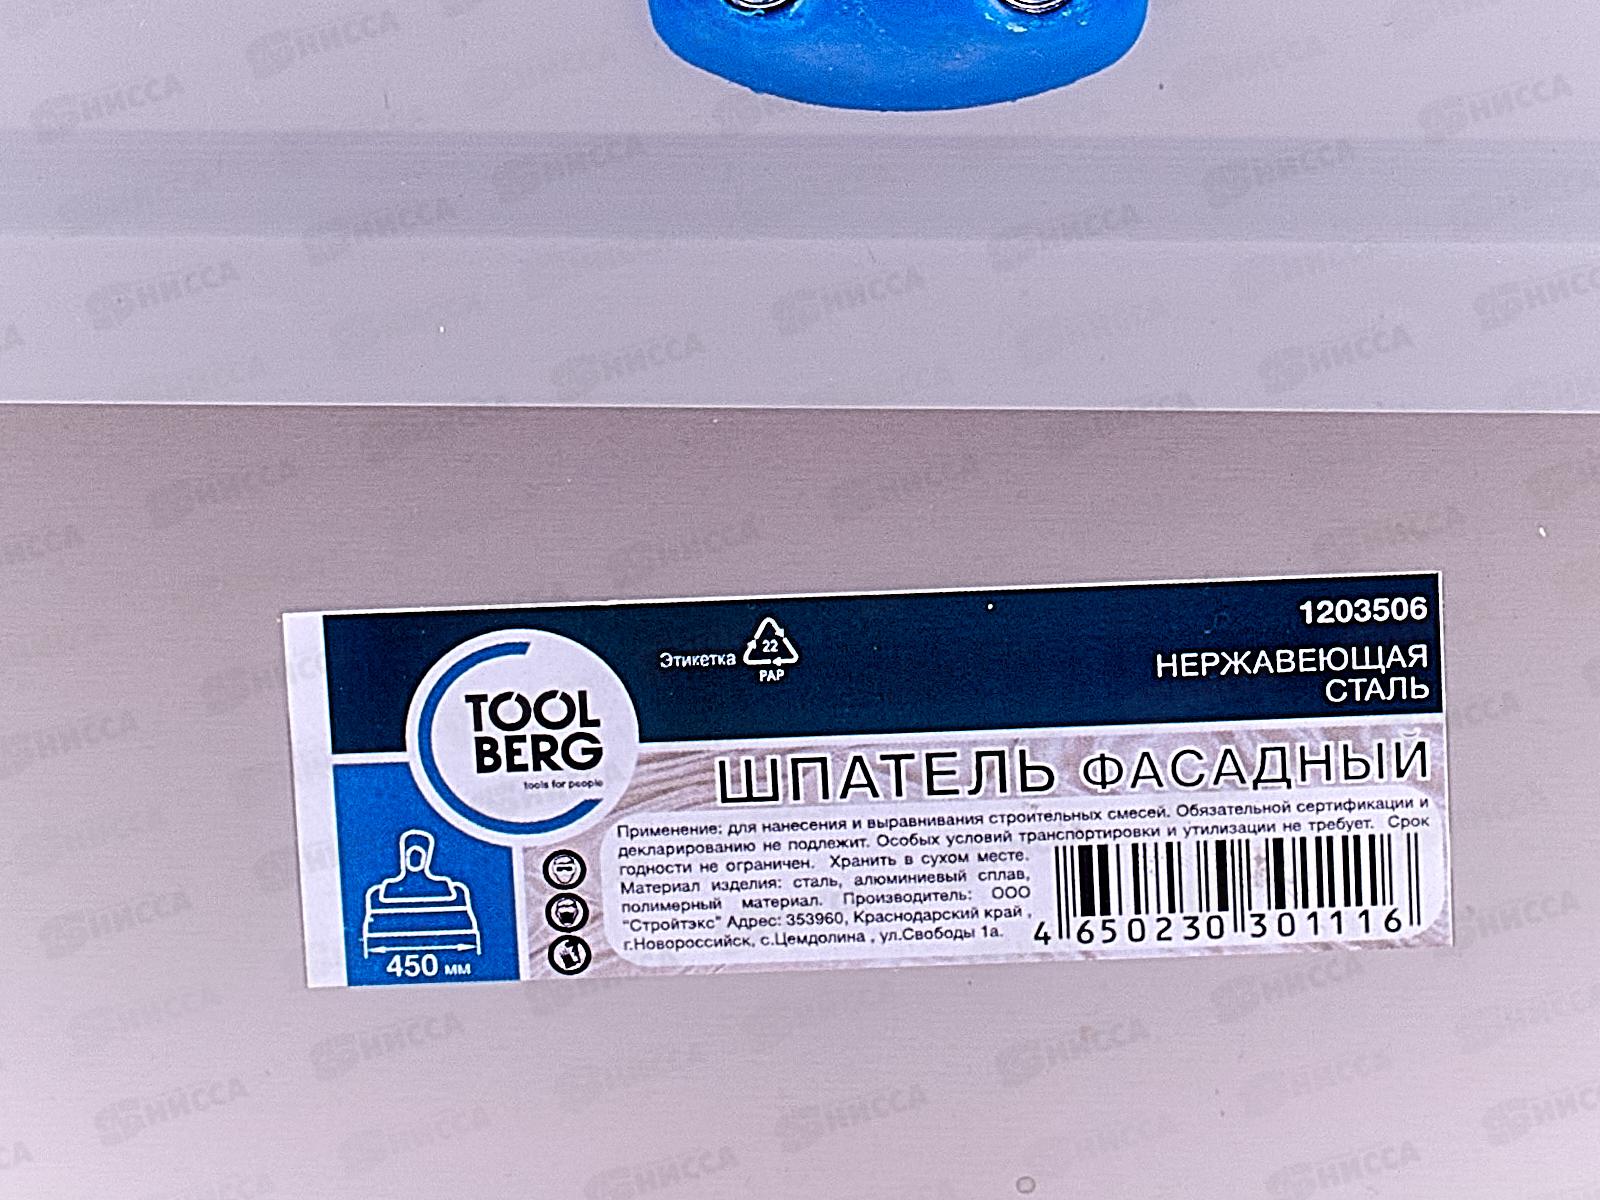 1203506
Этикетка
22
PAP
НЕРЖАВЕЮЩАЯ
СТАЛЬ
TOOL
BERG
tools for people
ШПАТЕЛЬ ФАСАДНЫЙ
Применение: для нанесения и выравнивания строительных смесей. Обязательной сертификации и
декларированию не подлежит. Особых условий транспортировки и утилизации не требует. Срок
годности не ограничен. Хранить в сухом месте.
Материал изделия: сталь, алюминиевый сплав,
полимерный материал. Производитель: ООО
"Стройтэкс" Адрес: 353960, Краснодарский край ,
г.Новороссийск, с.Цемдолина , ул.Свободы 1а.
4 650230 301116
450 мм
НИССА